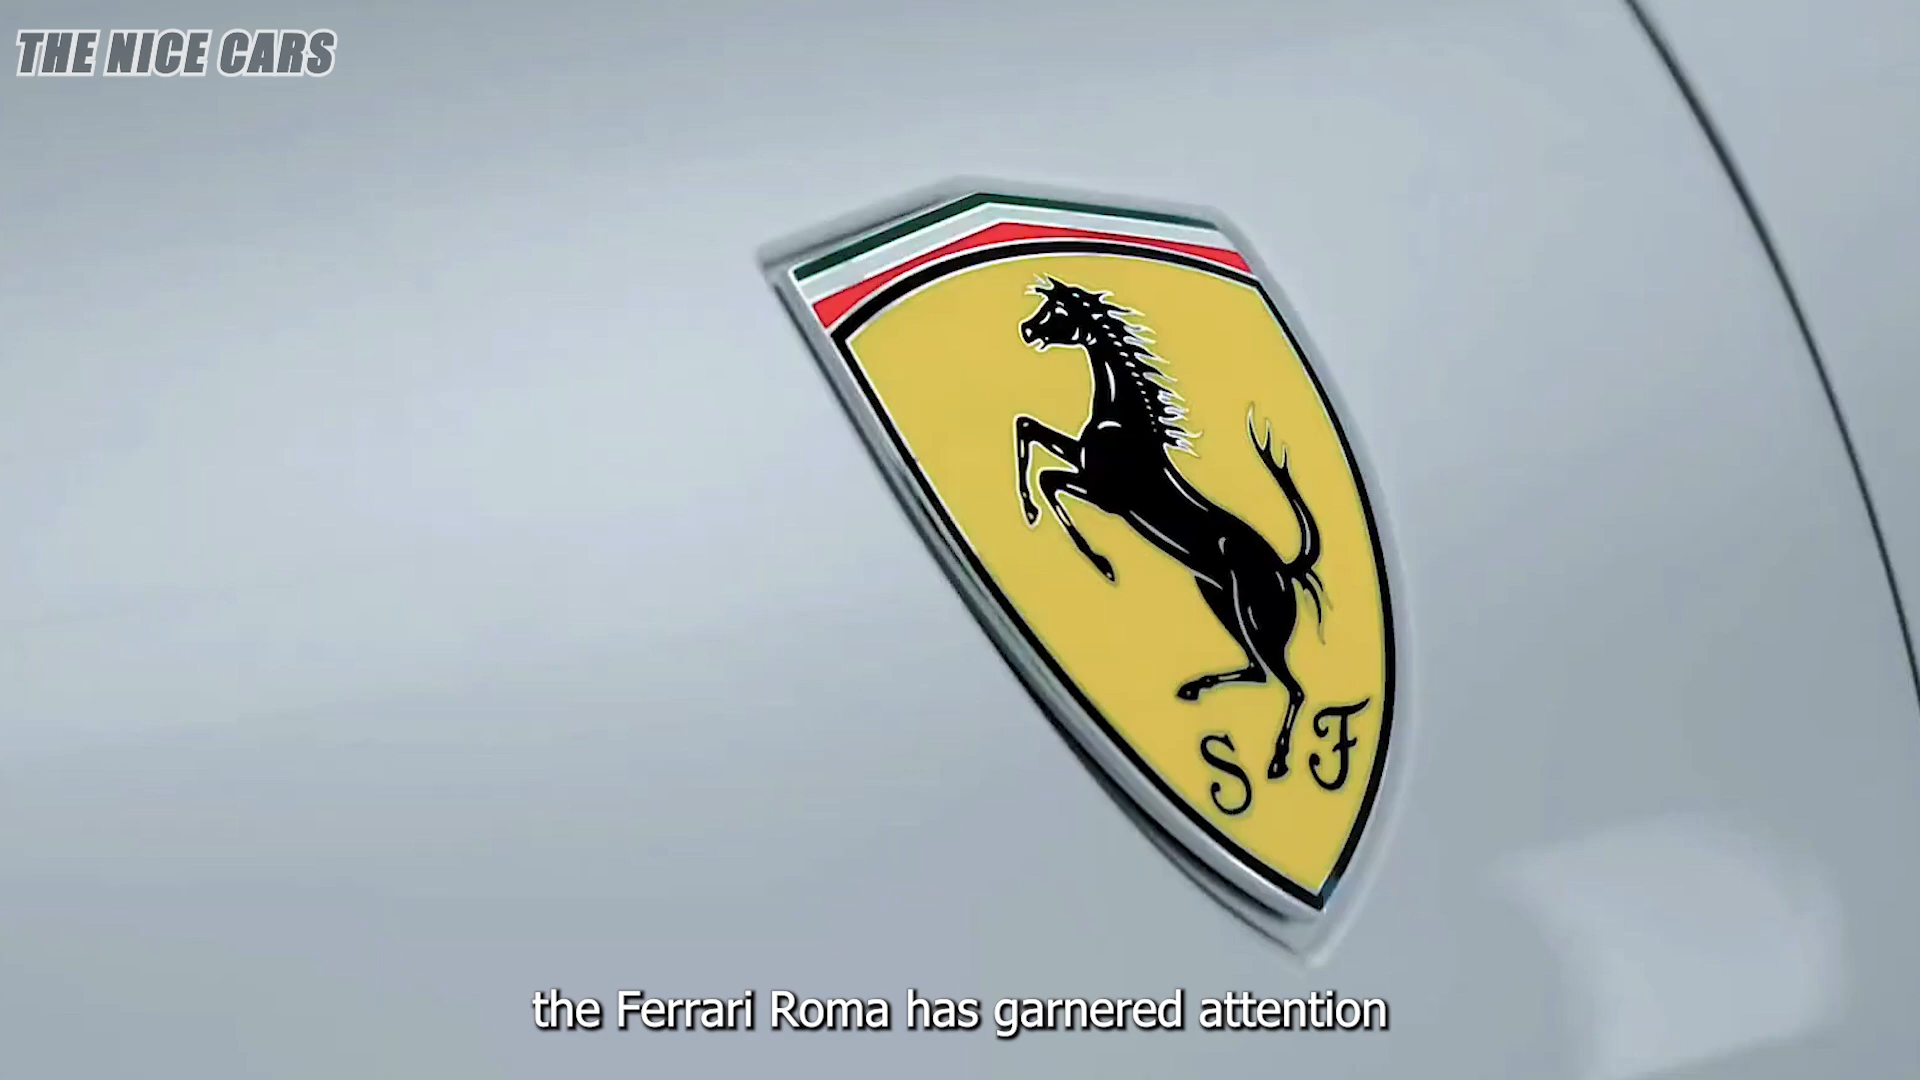 THE NICE CARS
S F
the Ferrari Roma has garnered attention